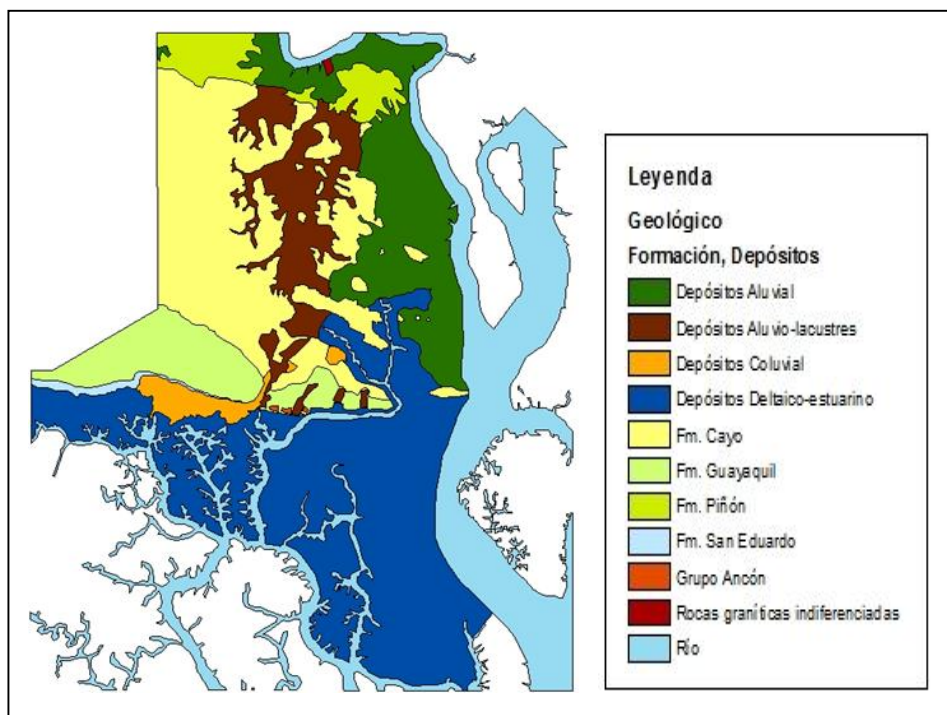 Leyenda
Geológico
Formación, Depósitos
Depósitos Aluvial
Depósitos Aluvio-lacustres
Depósitos Coluvial
Depósitos Deltaico-estuarino
Fm. Cayo
Fm. Guayaquil
Fm. Piñón
Fm. San Eduardo
Grupo Ancón
Rocas graníticas indiferenciadas
Río